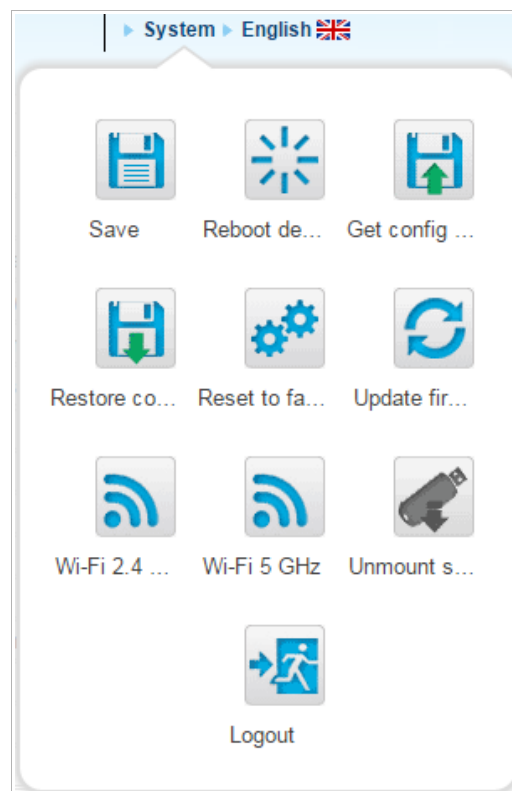 System English
Save Reboot de... Get config ...
Restore co... Reset to fa... Update fir...
Wi-Fi 2.4 ... Wi-Fi 5 GHz Unmount s...
Logout